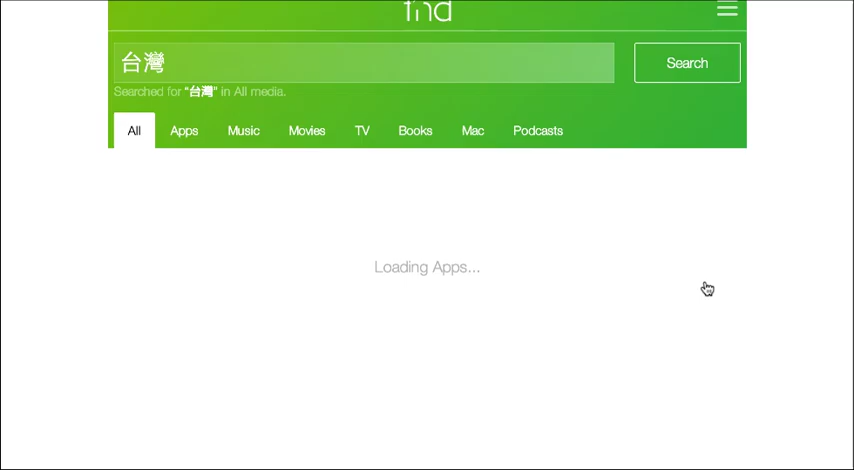 find
台灣
Search
Searched for "台灣" in All media.
All Apps Music Movies TV Books Mac Podcasts
Loading Apps...